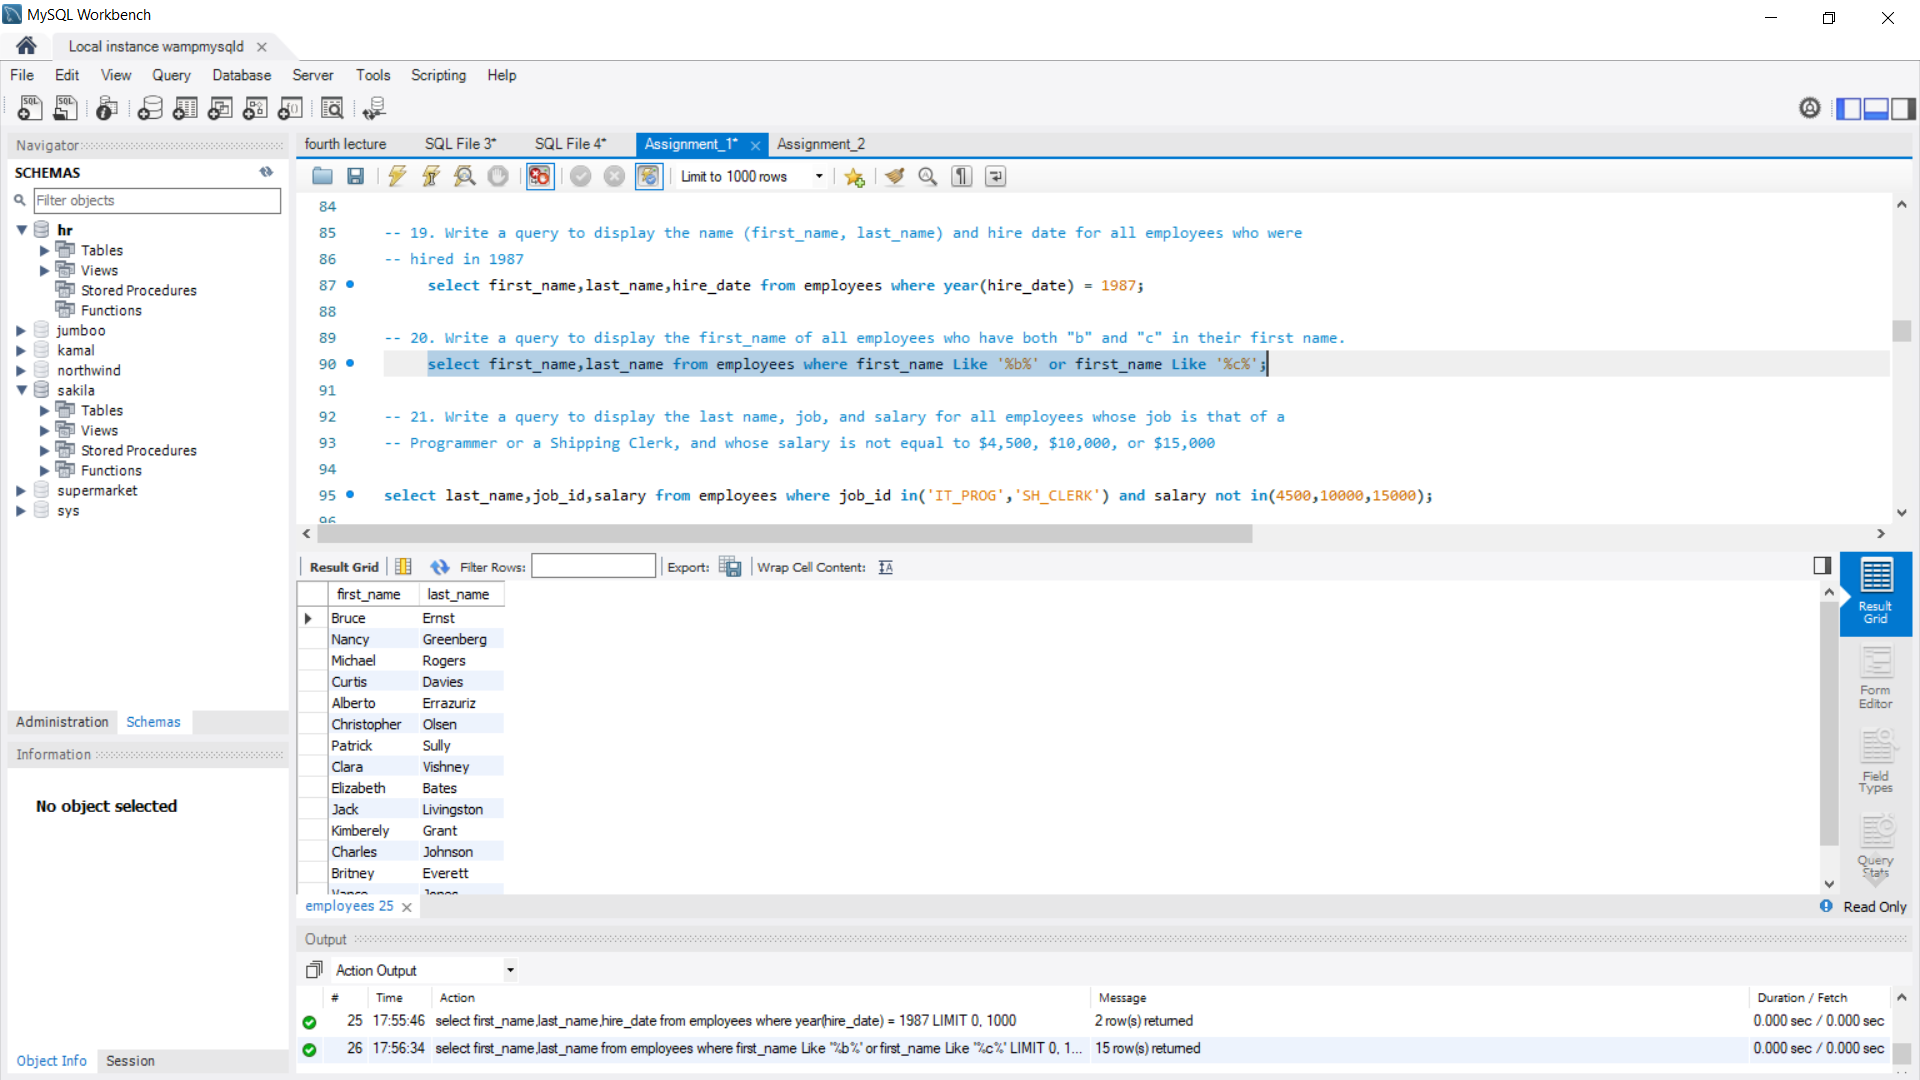 MySQL Workbench
Local instance wampmysqld
File Edit View Query Database Server Tools Scripting Help
Navigator
SCHEMAS
Filter objects
hr
Tables
Views
Stored Procedures
Functions
jumboo
kamal
northwind
sakila
Tables
Views
Stored Procedures
Functions
supermarket
sys
Administration Schemas
Information
No object selected
Object Info Session
fourth lecture SQL File 3* SQL File 4* Assignment_1* Assignment_2
Limit to 1000 rows
84
85 -- 19. Write a query to display the name (first_name, last_name) and hire date for all employees who were
86 -- hired in 1987
87 select first_name,last_name,hire_date from employees where year(hire_date) = 1987;
88
89 -- 20. Write a query to display the first_name of all employees who have both "b" and "c" in their first name.
90 select first_name,last_name from employees where first_name Like '%b%' or first_name Like '%c%';
91
92 -- 21. Write a query to display the last name, job, and salary for all employees whose job is that of a
93 -- Programmer or a Shipping Clerk, and whose salary is not equal to $4,500, $10,000, or $15,000
94
95 select last_name,job_id,salary from employees where job_id in('IT_PROG','SH_CLERK') and salary not in(4500,10000,15000);
96
Result Grid Filter Rows: Export: Wrap Cell Content:
first_name last_name
Bruce Ernst
Nancy Greenberg
Michael Rogers
Curtis Davies
Alberto Errazuriz
Christopher Olsen
Patrick Sully
Clara Vishney
Elizabeth Bates
Jack Livingston
Kimberely Grant
Charles Johnson
Britney Everett
Vance Jones
Result
Grid
Form
Editor
Field
Types
Query
Stats
employees 25
Read Only
Output
Action Output
# Time Action Message Duration / Fetch
25 17:55:46 select first_name,last_name,hire_date from employees where year(hire_date) = 1987 LIMIT 0, 1000 2 row(s) returned 0.000 sec / 0.000 sec
26 17:56:34 select first_name,last_name from employees where first_name Like '%b%' or first_name Like '%c%' LIMIT 0, 1... 15 row(s) returned 0.000 sec / 0.000 sec